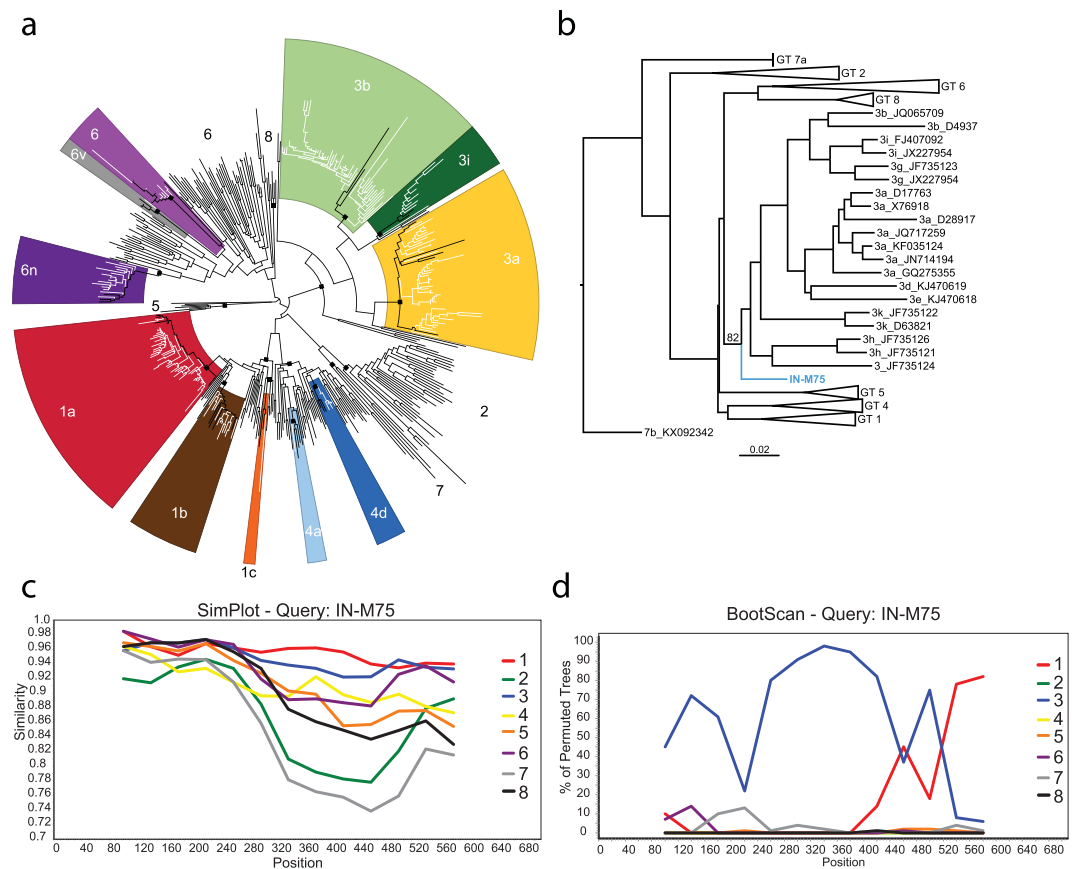 a
b
3b
3i
3a
8
6
6
6v
6n
5
1a
1b
1c
4a
4d
7
2
GT 7a
GT 2
GT 6
GT 8
3b_JQ065709
3b_D4937
3i_FJ407092
3i_JX227954
3g_JF735123
3g_JX227954
3a_D17763
3a_X76918
3a_D28917
3a_JQ717259
3a_KF035124
3a_JN714194
3a_GQ275355
3d_KJ470619
3e_KJ470618
3k_JF735122
3k_D63821
82
3h_JF735126
3h_JF735121
3_JF735124
IN-M75
GT 5
GT 4
GT 1
7b_KX092342
0.02
c
SimPlot - Query: IN-M75
Similarity
1.0
0.98
0.96
0.94
0.92
0.9
0.88
0.86
0.84
0.82
0.8
0.78
0.76
0.74
0.72
0.7
0 40 80 120 160 200 240 280 320 360 400 440 480 520 560 600 640 680
Position
1
2
3
4
5
6
7
8
d
BootScan - Query: IN-M75
% of Permuted Trees
100
90
80
70
60
50
40
30
20
10
0
0 40 80 120 160 200 240 280 320 360 400 440 480 520 560 600 640 680
Position
1
2
3
4
5
6
7
8